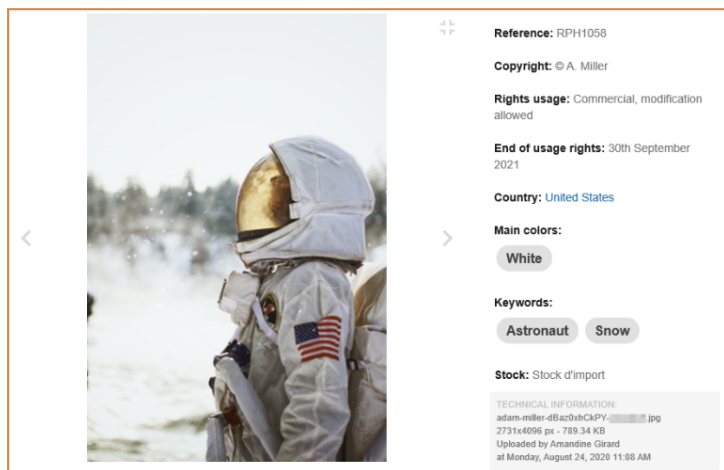 Reference: RPH1058
Copyright: © A. Miller
Rights usage: Commercial, modification
allowed
End of usage rights: 30th September
2021
Country: United States
Main colors:
White
Keywords:
Astronaut Snow
Stock: Stock d'import
TECHNICAL INFORMATION:
adam-miller-dBaz0xhCkPY- .jpg
2731x4096 px - 789.34 KB
Uploaded by Amandine Girard
at Monday, August 24, 2020 11:08 AM